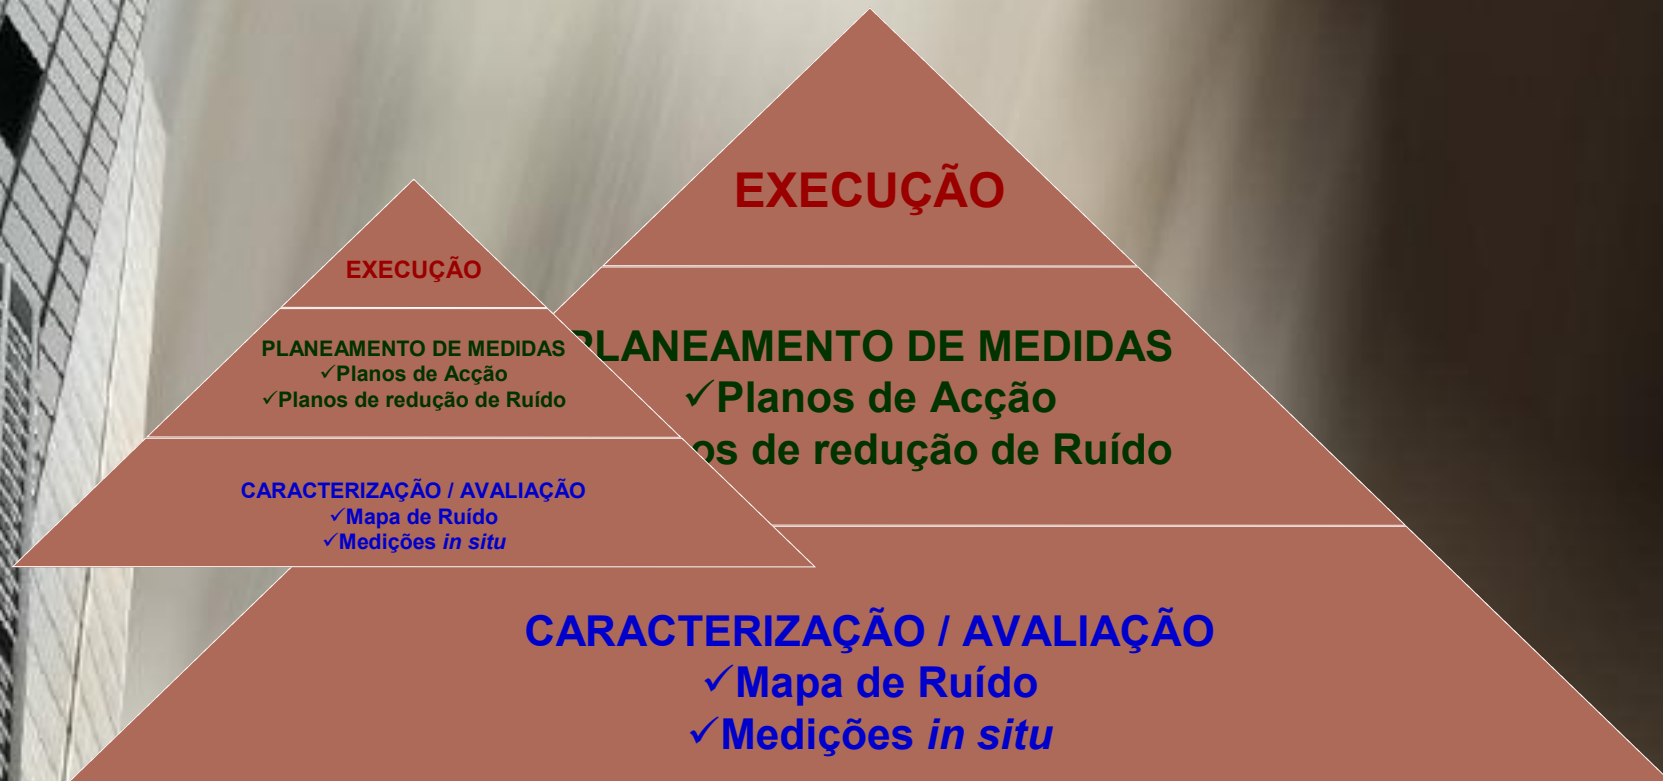 EXECUÇÃO
PLANEAMENTO DE MEDIDAS
✓Planos de Acção
✓Planos de redução de Ruído
CARACTERIZAÇÃO / AVALIAÇÃO
✓Mapa de Ruído
✓Medições in situ
EXECUÇÃO
PLANEAMENTO DE MEDIDAS
✓Planos de Acção
os de redução de Ruído
CARACTERIZAÇÃO / AVALIAÇÃO
✓Mapa de Ruído
✓Medições in situ